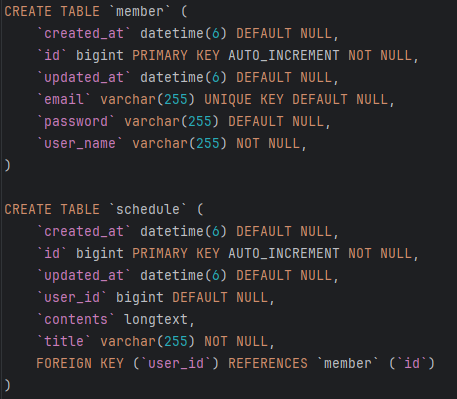 CREATE TABLE `member` (
    `created_at` datetime(6) DEFAULT NULL,
    `id` bigint PRIMARY KEY AUTO_INCREMENT NOT NULL,
    `updated_at` datetime(6) DEFAULT NULL,
    `email` varchar(255) UNIQUE KEY DEFAULT NULL,
    `password` varchar(255) DEFAULT NULL,
    `user_name` varchar(255) NOT NULL,
)

CREATE TABLE `schedule` (
    `created_at` datetime(6) DEFAULT NULL,
    `id` bigint PRIMARY KEY AUTO_INCREMENT NOT NULL,
    `updated_at` datetime(6) DEFAULT NULL,
    `user_id` bigint DEFAULT NULL,
    `contents` longtext,
    `title` varchar(255) NOT NULL,
    FOREIGN KEY (`user_id`) REFERENCES `member` (`id`)
)